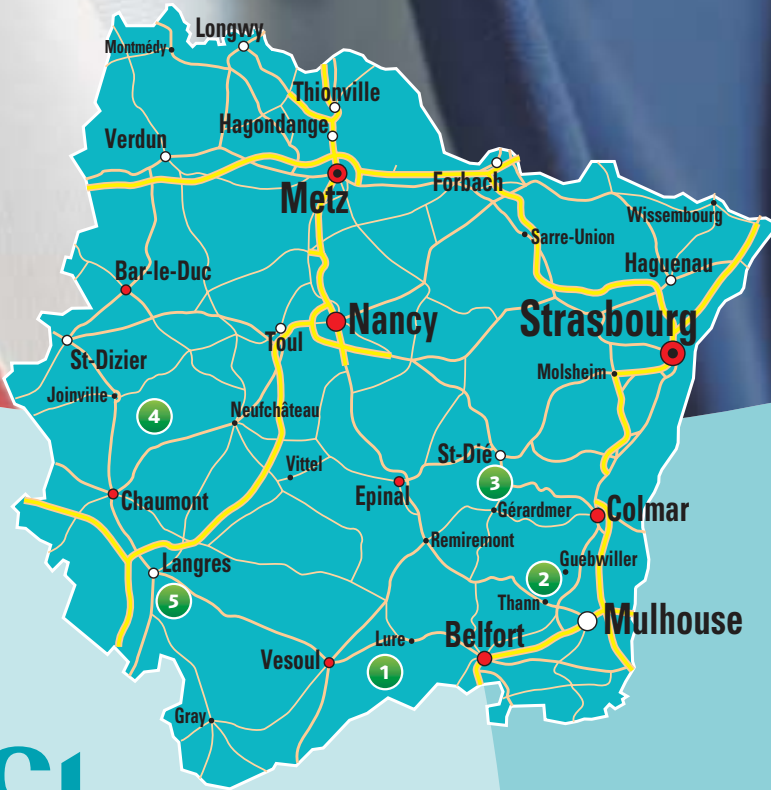 Longwy
Montmédy
Thionville
Hagondange
Verdun
Metz
Forbach
Wissembourg
Sarre-Union
Haguenau
Bar-le-Duc
Nancy
Strasbourg
Toul
St-Dizier
Molsheim
Joinville
4
Neufchâteau
St-Dié
Vittel
3
Epinal
Chaumont
Gérardmer
Colmar
Remiremont
Guebwiller
Langres
2
5
Thann
Mulhouse
Lure
Belfort
Vesoul
1
Gray